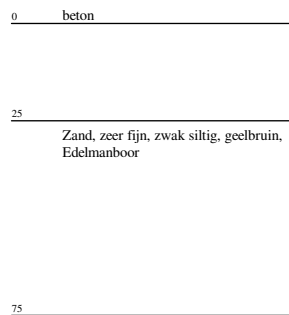 0 beton
25
Zand, zeer fijn, zwak siltig, geelbruin,
Edelmanboor
75